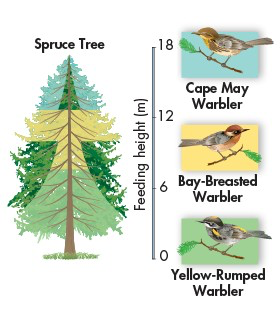 Spruce Tree
Feeding height (m)
18
12
6
0
Cape May
Warbler
Bay-Breasted
Warbler
Yellow-Rumped
Warbler